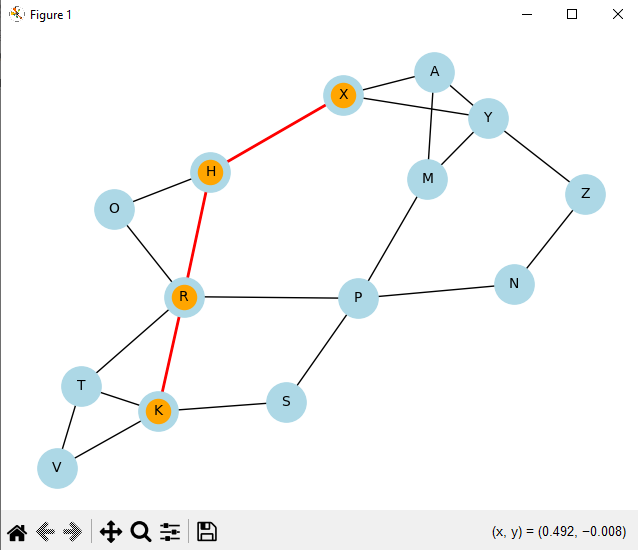 Figure 1
A
X
Y
H
M
Z
O
N
R
P
T
S
K
V
(x, y) = (0.492, −0.008)